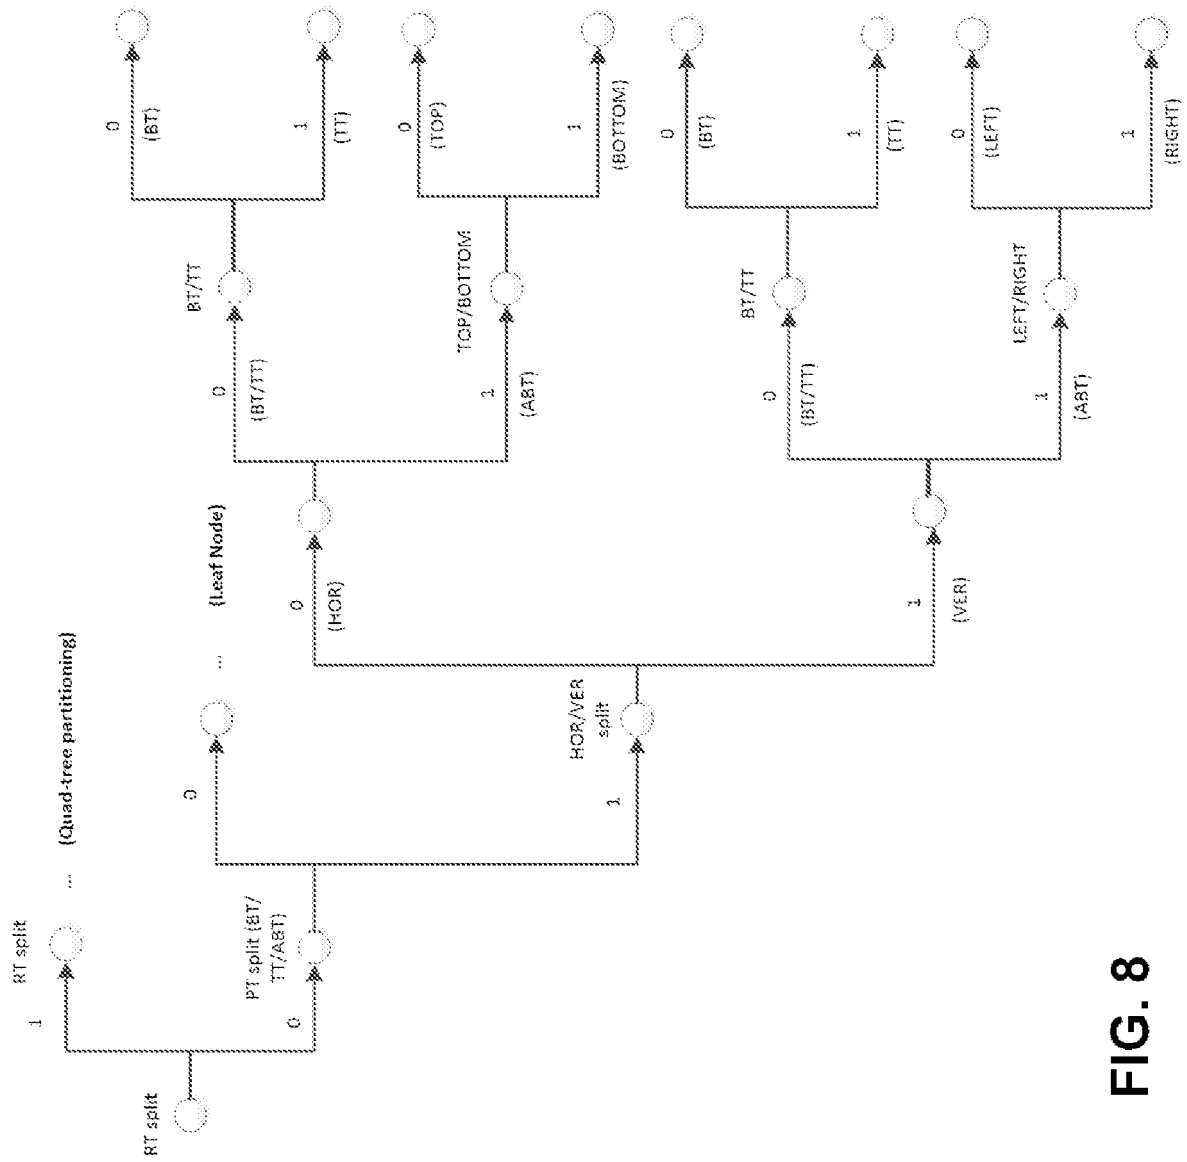 RT split
1
RT split
... (Quad-tree partitioning)
0
PT split (BT/
TT/ABT)
0
... (Leaf Node)
1
HOR/VER
split
0
(HOR)
1
(VER)
0
(BT/TT)
BT/TT
1
(ABT)
TOP/BOTTOM
0
(BT/TT)
BT/TT
1
(ABT)
LEFT/RIGHT
0
(BT)
1
(TT)
0
(TOP)
1
(BOTTOM)
0
(BT)
1
(TT)
0
(LEFT)
1
(RIGHT)
FIG. 8